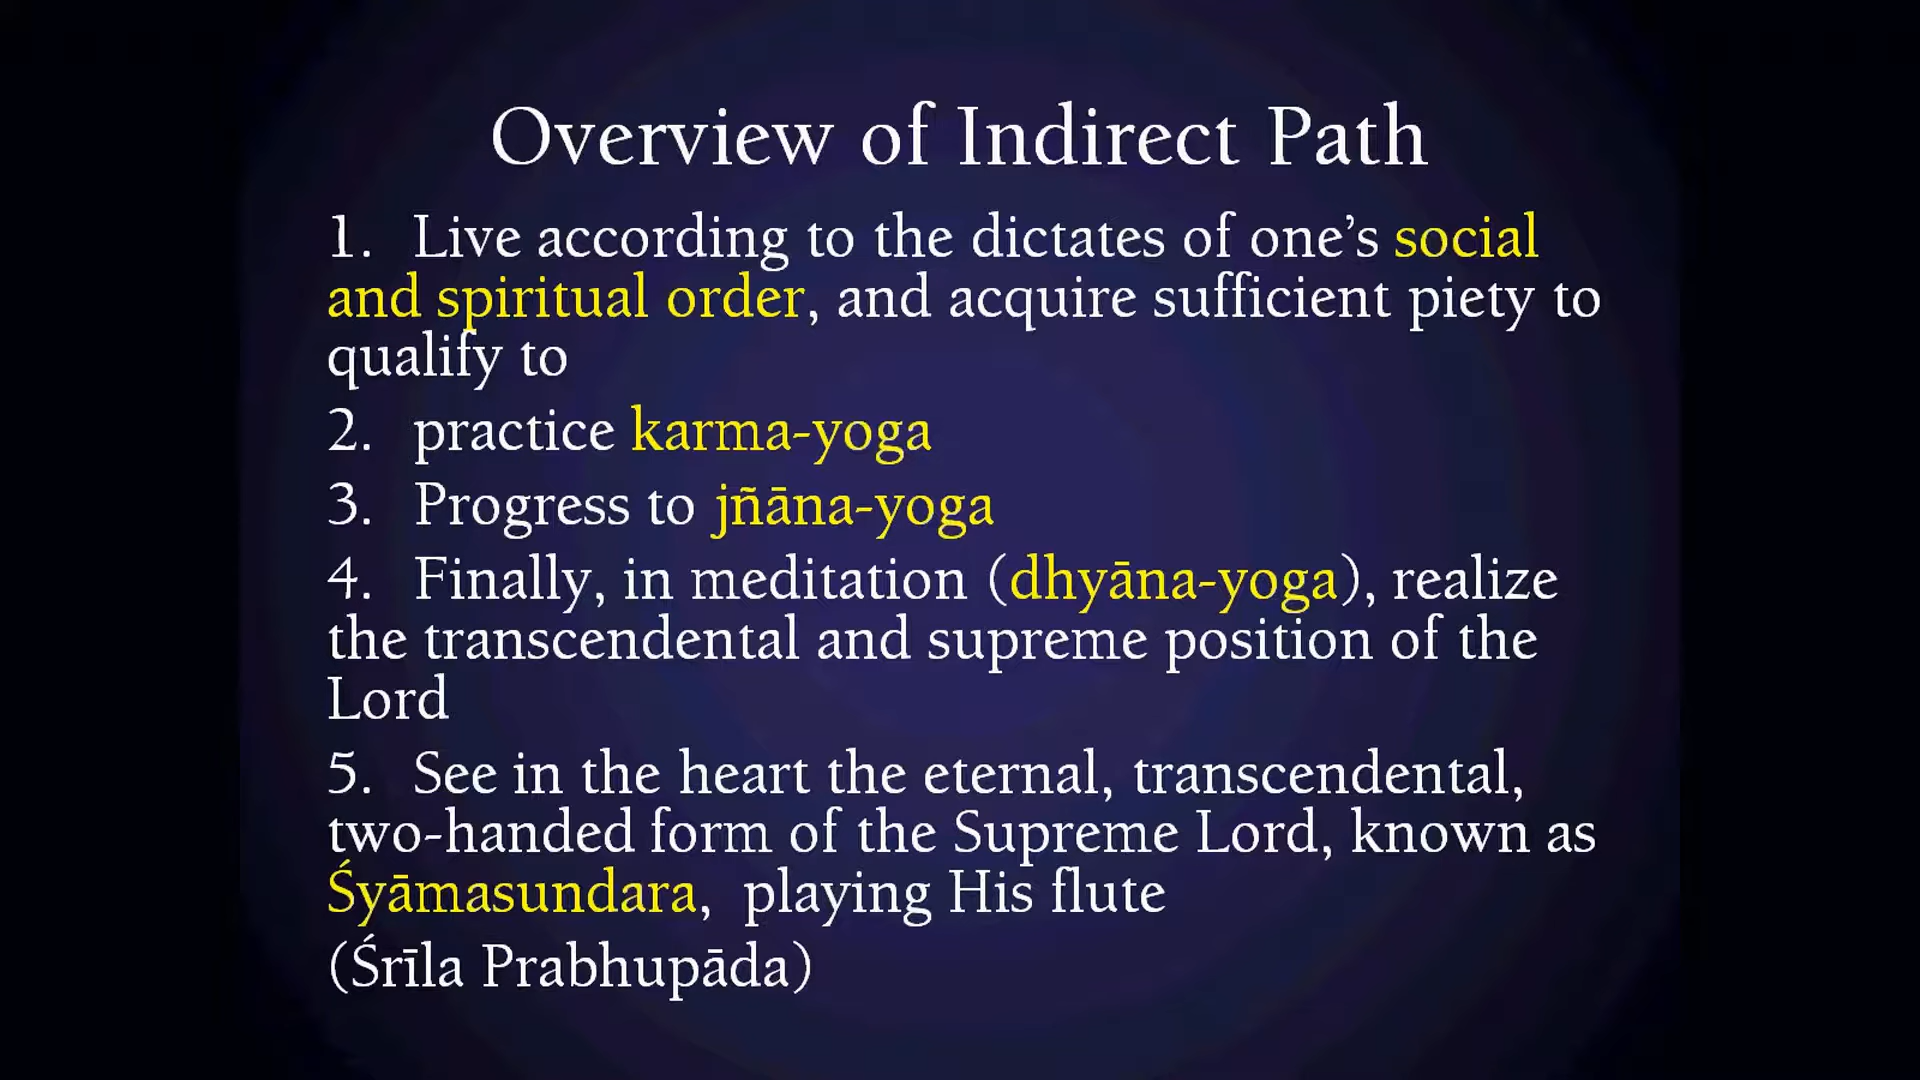 Overview of Indirect Path
1. Live according to the dictates of one’s social
and spiritual order, and acquire sufficient piety to
qualify to
2. practice karma-yoga
3. Progress to jñāna-yoga
4. Finally, in meditation (dhyāna-yoga), realize
the transcendental and supreme position of the
Lord
5. See in the heart the eternal, transcendental,
two-handed form of the Supreme Lord, known as
Śyāmasundara, playing His flute
(Śrīla Prabhupāda)